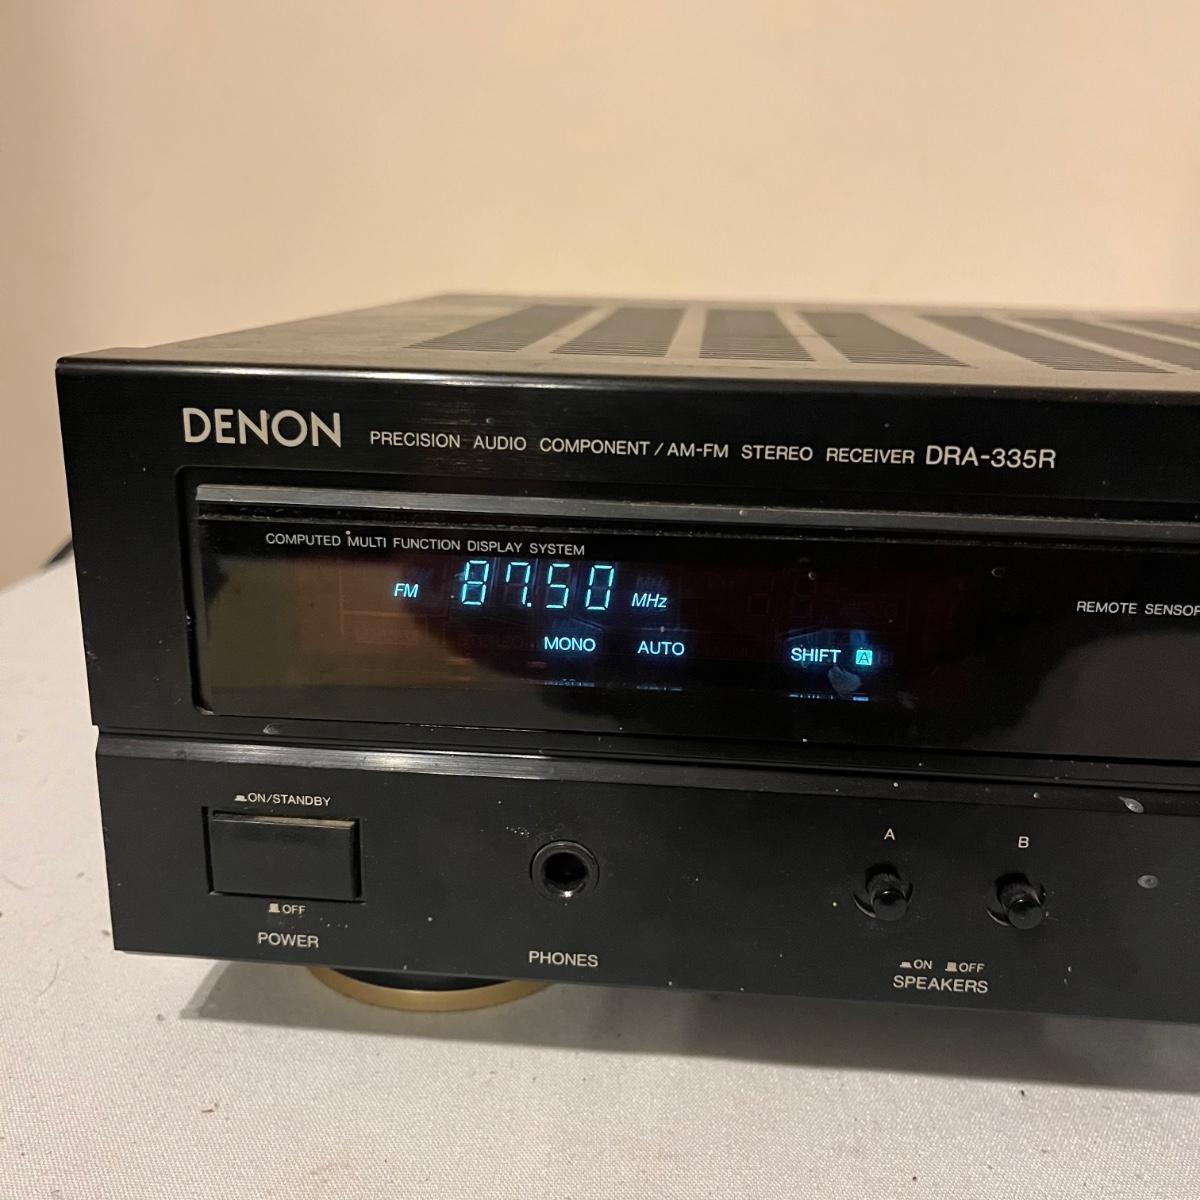 DENON PRECISION AUDIO COMPONENT / AM-FM STEREO RECEIVER DRA-335R
COMPUTED MULTI FUNCTION DISPLAY SYSTEM
FM 87.50 MHz
REMOTE SENSOR
MONO AUTO SHIFT A
ON/STANDBY
OFF
POWER
PHONES
A B
ON OFF
SPEAKERS